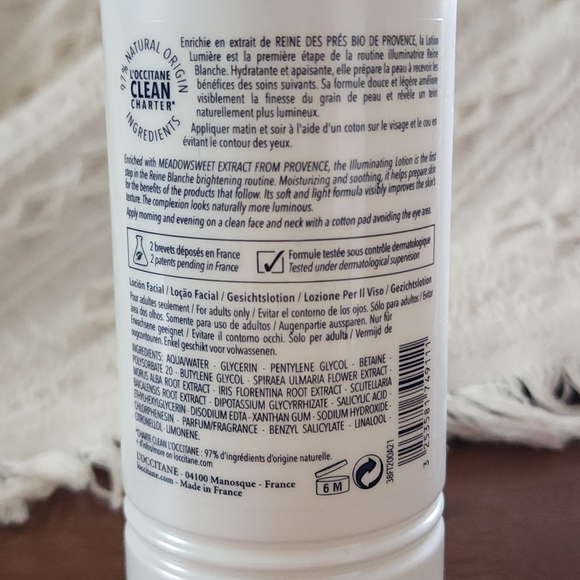 97% NATURAL ORIGIN
L'OCCITANE
CLEAN
CHARTER*
INGREDIENTS
Enrichie en extrait de REINE DES PRÉS BIO DE PROVENCE, la Lotion
Lumière est la première étape de la routine illuminatrice Reine
Blanche. Hydratante et apaisante, elle prépare la peau à recevoir les
bénéfices des soins suivants. Sa formule douce et légère améliore
visiblement la finesse du grain de peau et révèle un teint
naturellement plus lumineux.
Appliquer matin et soir à l'aide d'un coton sur le visage et le cou en
évitant le contour des yeux.
Enriched with MEADOWSWEET EXTRACT FROM PROVENCE, the Illuminating Lotion is the first
step in the Reine Blanche brightening routine. Moisturizing and soothing, it helps prepare skin
for the benefits of the products that follow. Its soft and light formula visibly improves the skin's
texture. The complexion looks naturally more luminous.
Apply morning and evening on a clean face and neck with a cotton pad avoiding the eye area.
2 brevets déposés en France
2 patents pending in France
Formule testée sous contrôle dermatologique
Tested under dermatological supervision
Loción Facial / Loção Facial / Gesichtslotion / Lozione Per Il Viso / Gezichtslotion
Pour adultes seulement / For adults only / Evitar el contorno de los ojos. Sólo para adultos / Evitar
área dos olhos. Somente para uso de adultos / Augenpartie aussparen. Nur für
Erwachsene geeignet / Evitare il contorno occhi. Solo per adulti / Vermijd de
oogcontouren. Enkel geschikt voor volwassenen.
INGREDIENTS: AQUA/WATER · GLYCERIN · PENTYLENE GLYCOL · BETAINE ·
POLYSORBATE 20 · BUTYLENE GLYCOL · SPIRAEA ULMARIA FLOWER EXTRACT ·
MORUS ALBA ROOT EXTRACT · IRIS FLORENTINA ROOT EXTRACT · SCUTELLARIA
BAICALENSIS ROOT EXTRACT · DIPOTASSIUM GLYCYRRHIZATE · SALICYLIC ACID ·
ETHYLHEXYLGLYCERIN · DISODIUM EDTA · XANTHAN GUM · SODIUM HYDROXIDE ·
CHLORPHENESIN · PARFUM/FRAGRANCE · BENZYL SALICYLATE · LINALOOL ·
CITRONELLOL · LIMONENE.
*CHARTE CLEAN L'OCCITANE : 97% d'ingrédients d'origine naturelle.
+ d'infos/more on loccitane.com
L'OCCITANE - 04100 Manosque - France
loccitane.com - Made in France
6 M
38ET200A21
3 253581 749111